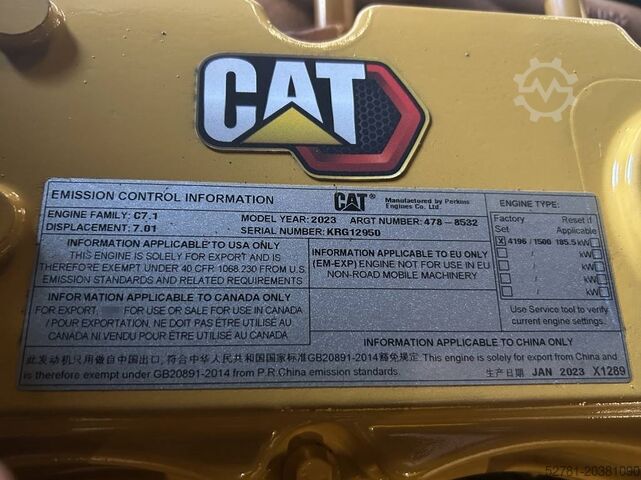 CAT
EMISSION CONTROL INFORMATION
CAT® Manufactured by Perkins
Engines Co. Ltd.
ENGINE TYPE:
ENGINE FAMILY: C7.1
MODEL YEAR: 2023
ARGT NUMBER: 478-8532
DISPLACEMENT: 7.01
SERIAL NUMBER: KRG12950
Factory Set
Reset if Applicable
X 4196 / 1506 185.5 kW
/ kW
/ kW
/ kW
/ kW
Use Service tool to verify
current engine settings.
INFORMATION APPLICABLE TO USA ONLY
THIS ENGINE IS SOLELY FOR EXPORT AND IS
THEREFORE EXEMPT UNDER 40 CFR 1068.230 FROM U.S.
EMISSION STANDARDS AND RELATED REQUIREMENTS
INFORMATION APPLICABLE TO EU ONLY
(EM-EXP) ENGINE NOT FOR USE IN EU
NON-ROAD MOBILE MACHINERY
INFORMATION APPLICABLE TO CANADA ONLY
FOR EXPORT FOR USE OR SALE FOR USE IN CANADA
/ POUR EXPORTATION. NE DOIT PAS ÊTRE UTILISÉ AU
CANADA NI VENDU POUR ÊTRE UTILISÉ AU CANADA
INFORMATION APPLICABLE TO CHINA ONLY
此发动机只用做自中国出口,符合中华人民共和国国家标准GB20891-2014豁免规定 This engine is solely for export from China and
is therefore exempt under GB20891-2014 from P.R.China emission standards.
生产日期 JAN 2023 X1289
52781-20381090